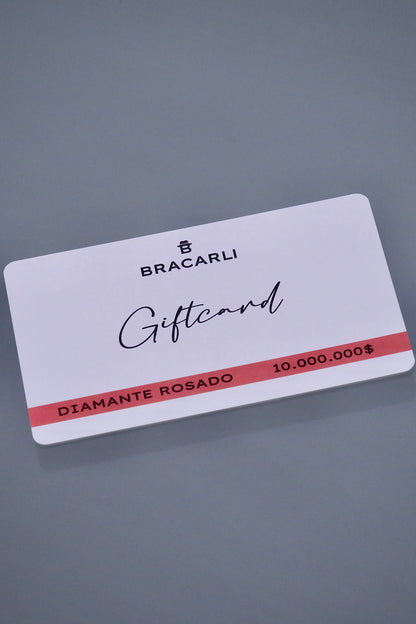 BRACARLI
Giftcard
DIAMANTE ROSADO 10.000.000$